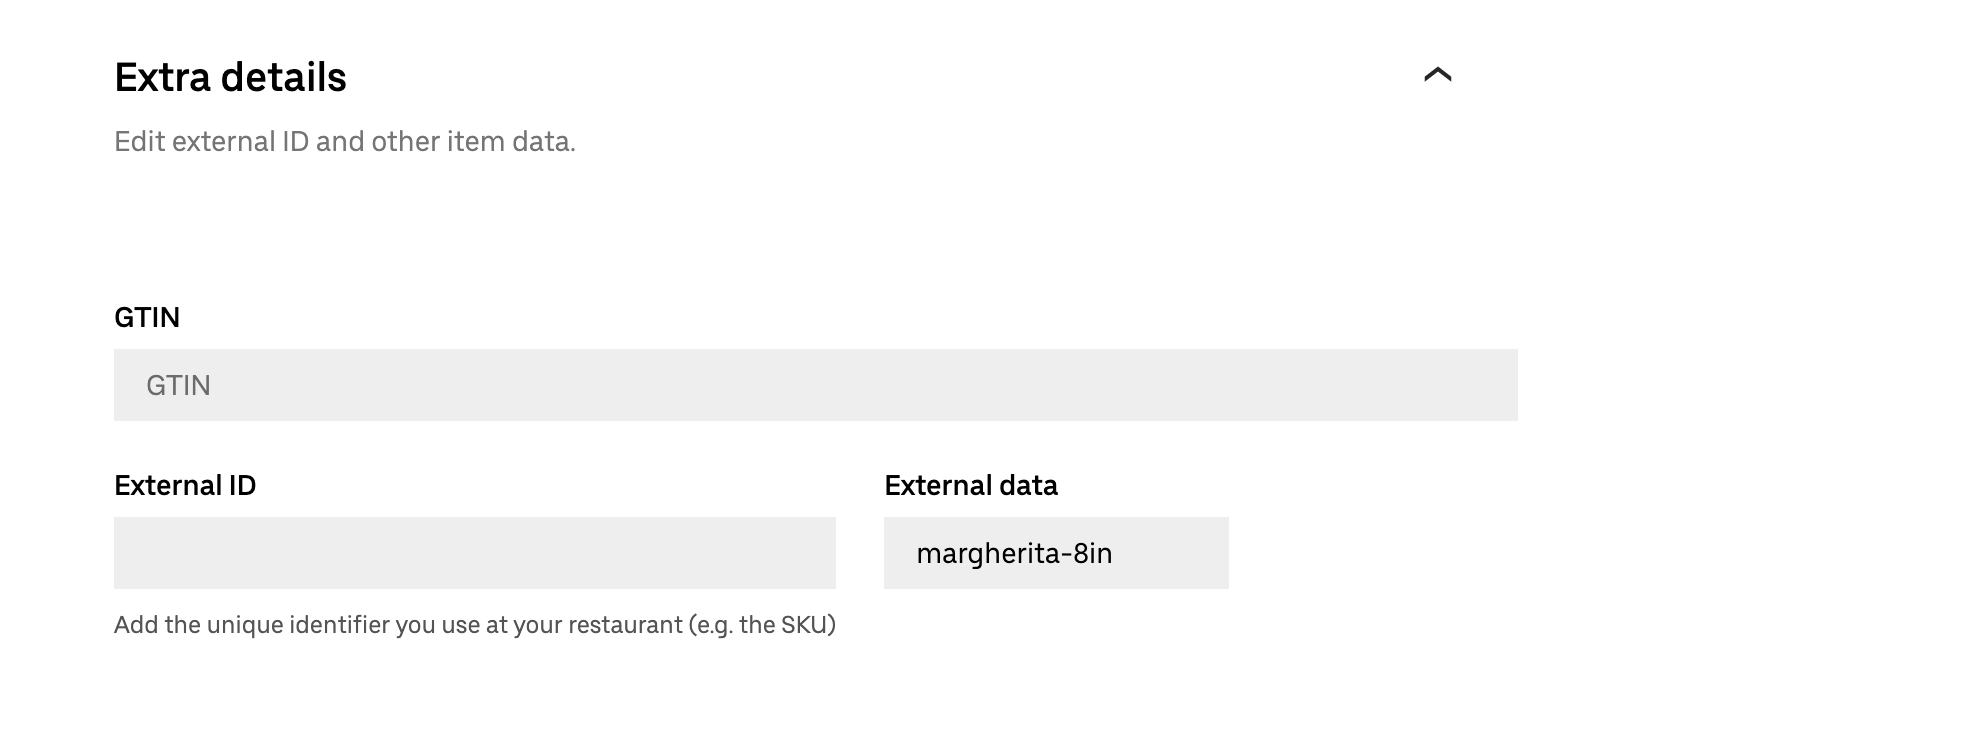 Extra details
Edit external ID and other item data.
GTIN
GTIN
External ID
External data
margherita-8in
Add the unique identifier you use at your restaurant (e.g. the SKU)